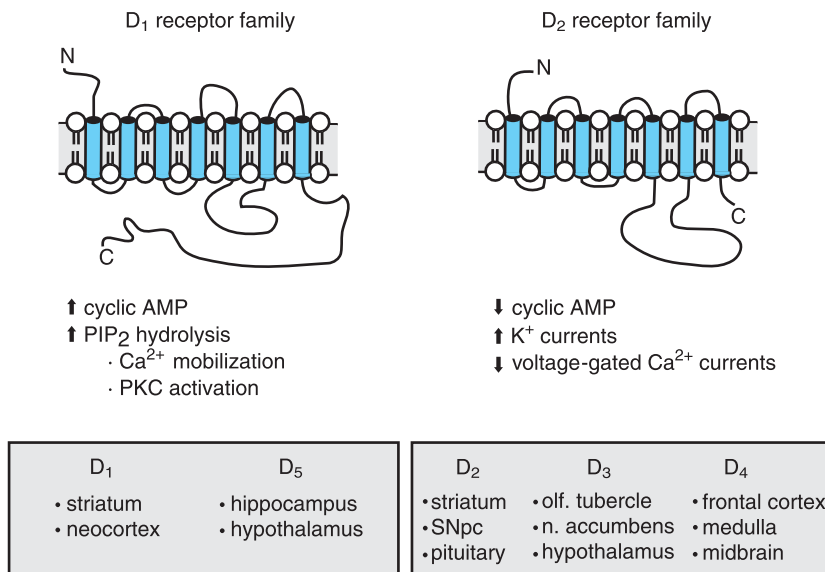 D₁ receptor family
N
C
⬆ cyclic AMP
⬆ PIP₂ hydrolysis
· Ca²⁺ mobilization
· PKC activation
D₂ receptor family
N
C
⬇ cyclic AMP
⬆ K⁺ currents
⬇ voltage-gated Ca²⁺ currents
D₁
• striatum
• neocortex
D₅
• hippocampus
• hypothalamus
D₂
• striatum
• SNpc
• pituitary
D₃
• olf. tubercle
• n. accumbens
• hypothalamus
D₄
• frontal cortex
• medulla
• midbrain